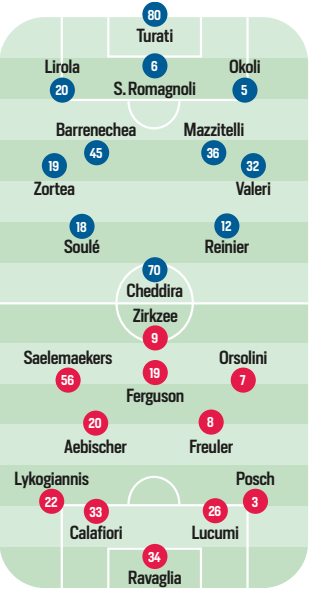 80
Turati
Lirola 6 Okoli
20 S. Romagnoli 5
Barrenechea Mazzitelli
45 36
19 32
Zortea Valeri
18 12
Soulé Reinier
70
Cheddira
Zirkzee
9
Saelemaekers 19 Orsolini
56 7
Ferguson
20 8
Aebischer Freuler
Lykogiannis Posch
22 33 26 3
Calafiori Lucumi
34
Ravaglia